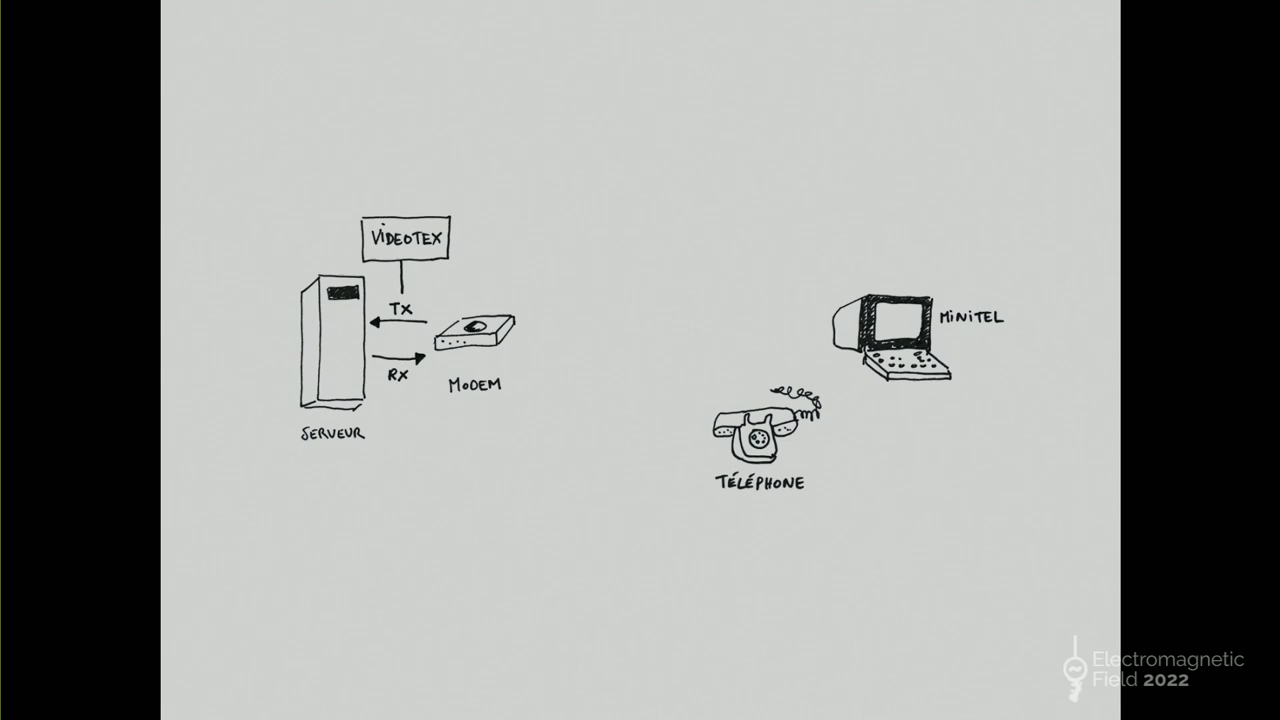 VIDEOTEX
TX
RX
MODEM
SERVEUR
MINITEL
TÉLÉPHONE
Electromagnetic
Field 2022